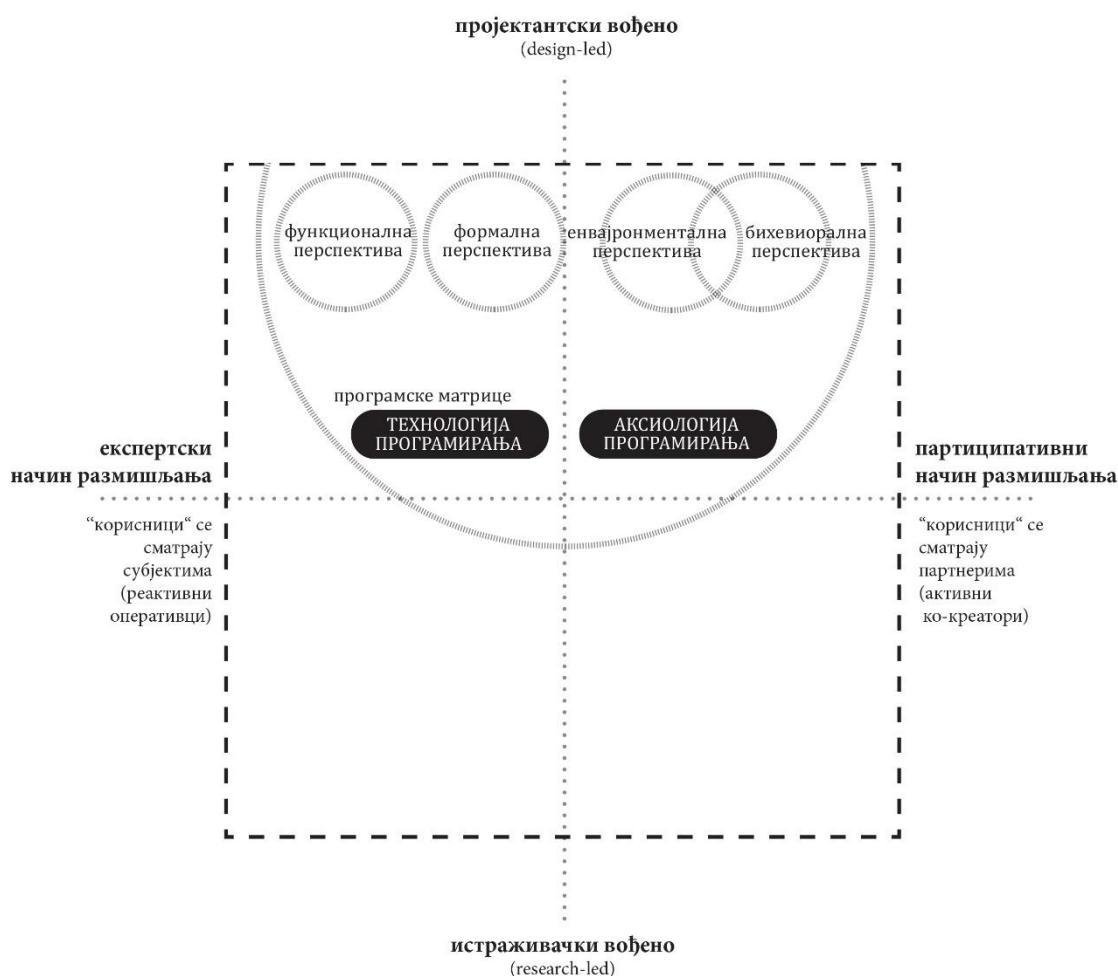 пројектантски вођено
(design-led)
функционална
перспектива
формална
перспектива
енвајронментална
перспектива
бихевиорална
перспектива
програмске матрице
ТЕХНОЛОГИЈА
ПРОГРАМИРАЊА
АКСИОЛОГИЈА
ПРОГРАМИРАЊА
експертски
начин размишљања
партиципативни
начин размишљања
“корисници“ се
сматрају
субјектима
(реактивни
оперативци)
“корисници“ се
сматрају
партнерима
(активни
ко-креатори)
истраживачки вођено
(research-led)